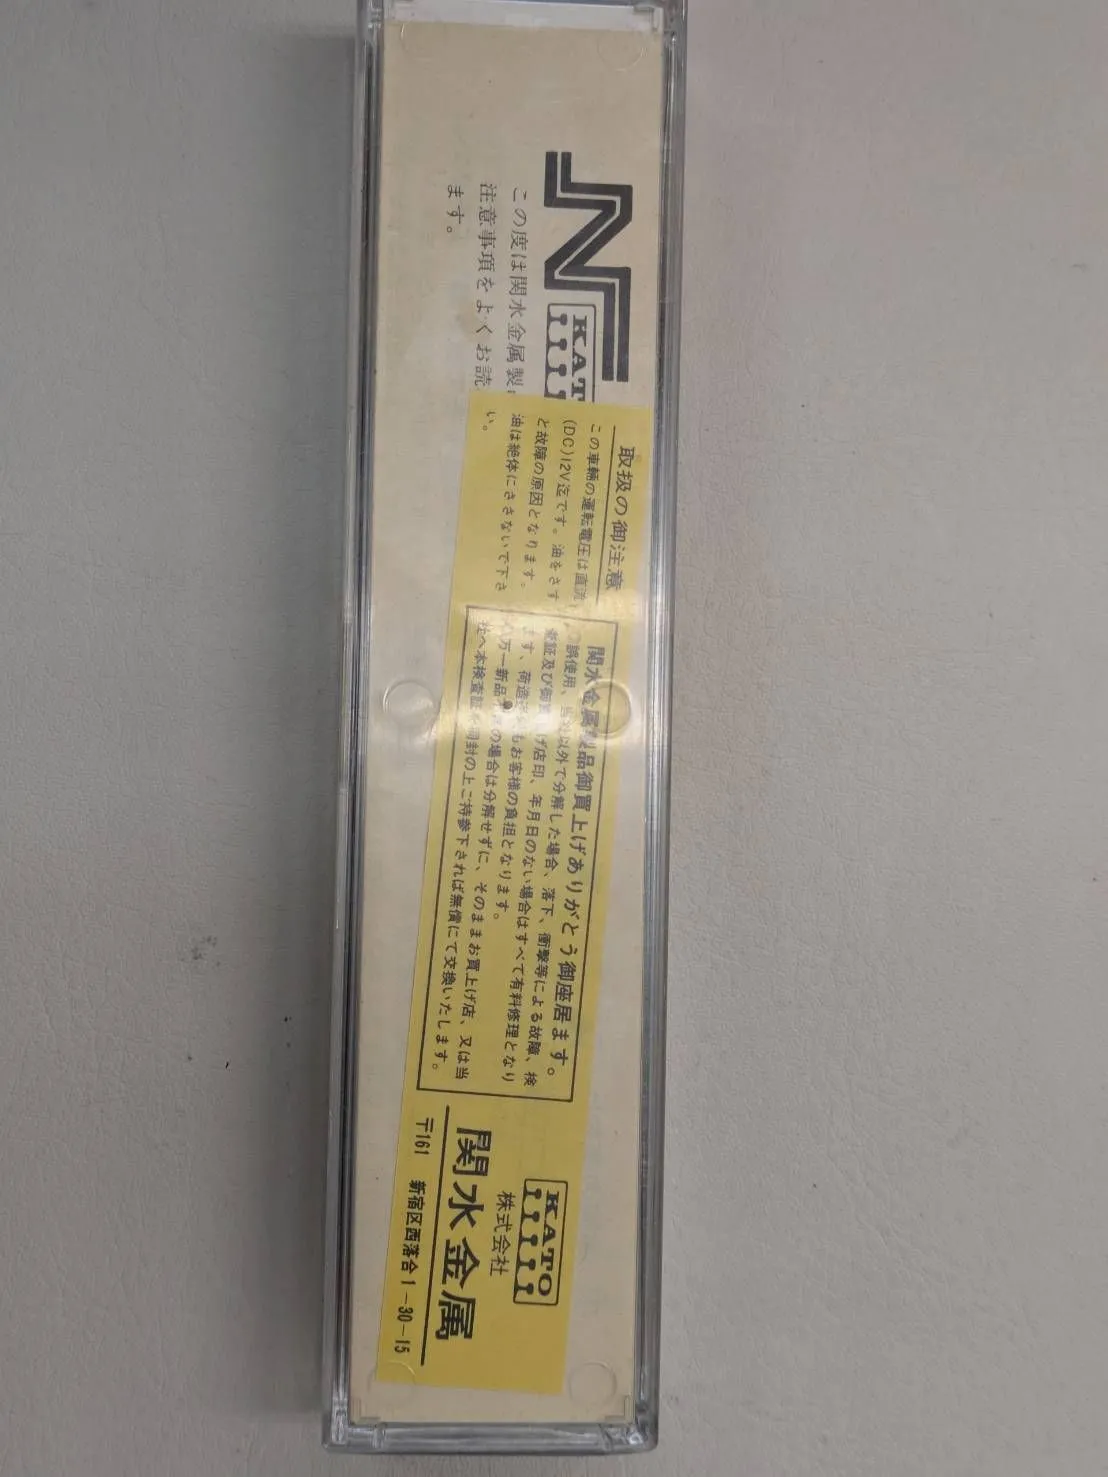 N
KATO
この度は関水金属製
注意事項をよくお読
ます。
取扱の御注意
この車輛の運転電圧は直流
(DC)12V迄です。油をさす
と故障の原因となります。
油は絶体にささないで下さ
い。
関水金属製品御買上げありがとう御座居ます。
誤使用、当社以外で分解した場合、落下、衝撃等による故障、検
査証及び御買上げ店印、年月日のない場合はすべて有料修理となり
ます、荷造もお客様の負担となります。
万一新品の場合は分解せずに、そのままお買上げ店、又は当
社へ本検査証を同封の上ご持参下されば無償にて交換いたします。
KATO
株式会社
関水金属
〒161 新宿区西落合1-30-15